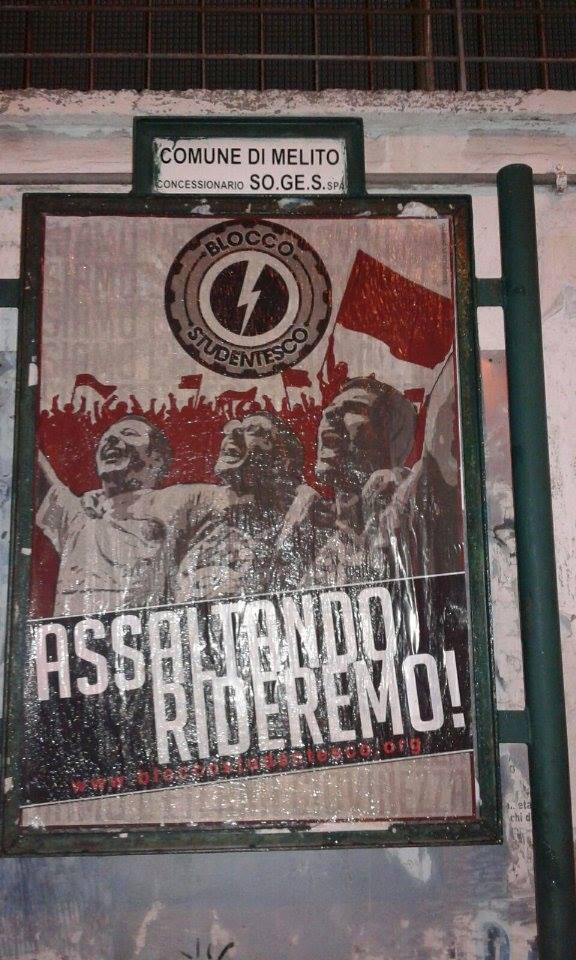 COMUNE DI MELITO
CONCESSIONARIO SO.GE.S. SPA
BLOCCO
STUDENTESCO
ASSALTANDO
RIDEREMO!
www.bloccostudentesco.org